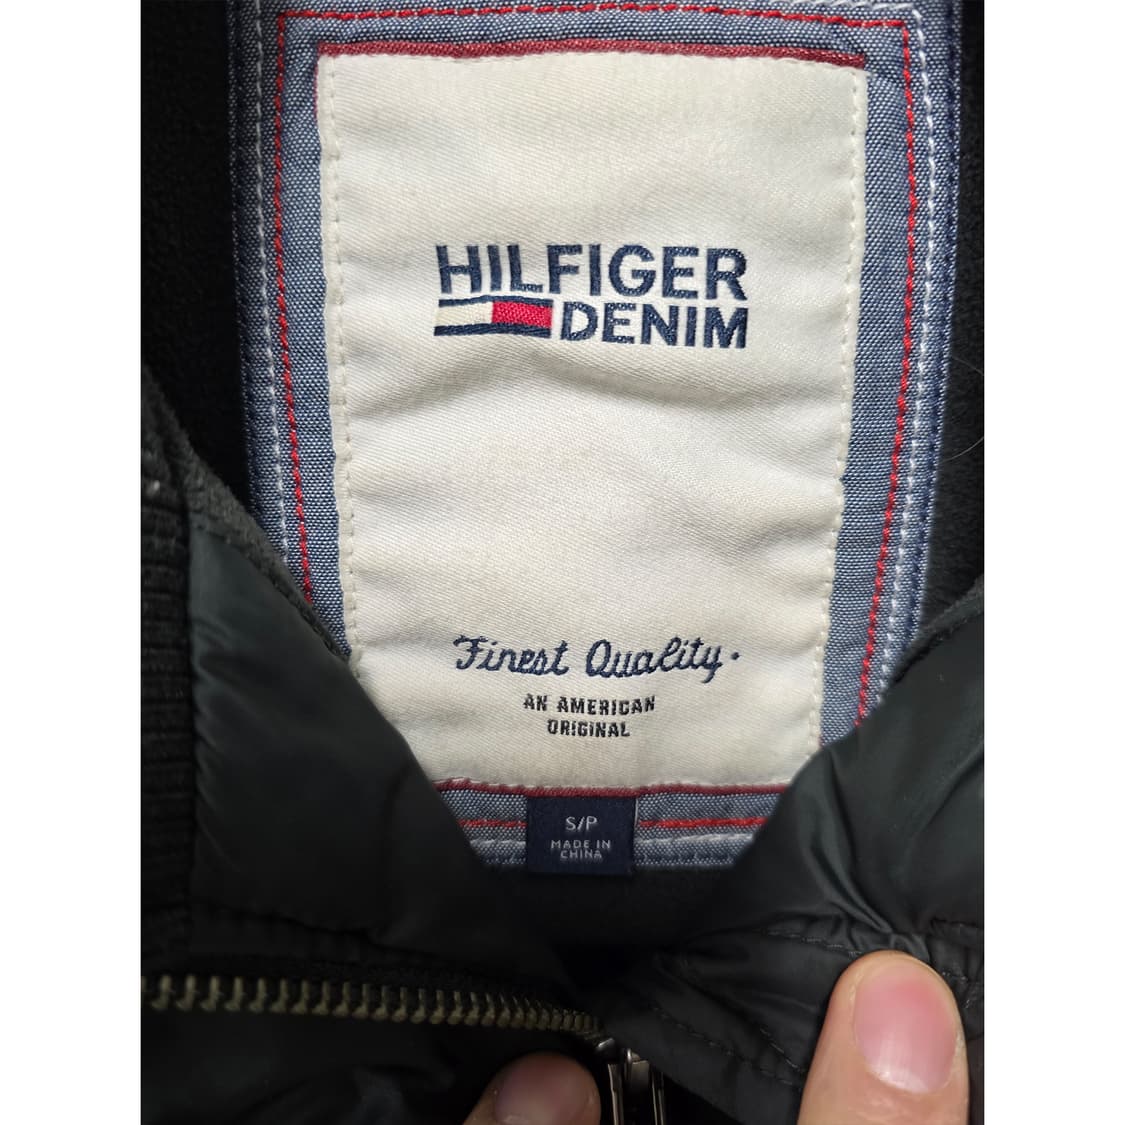 HILFIGER
DENIM
Finest Quality.
AN AMERICAN
ORIGINAL
S/P
MADE IN
CHINA